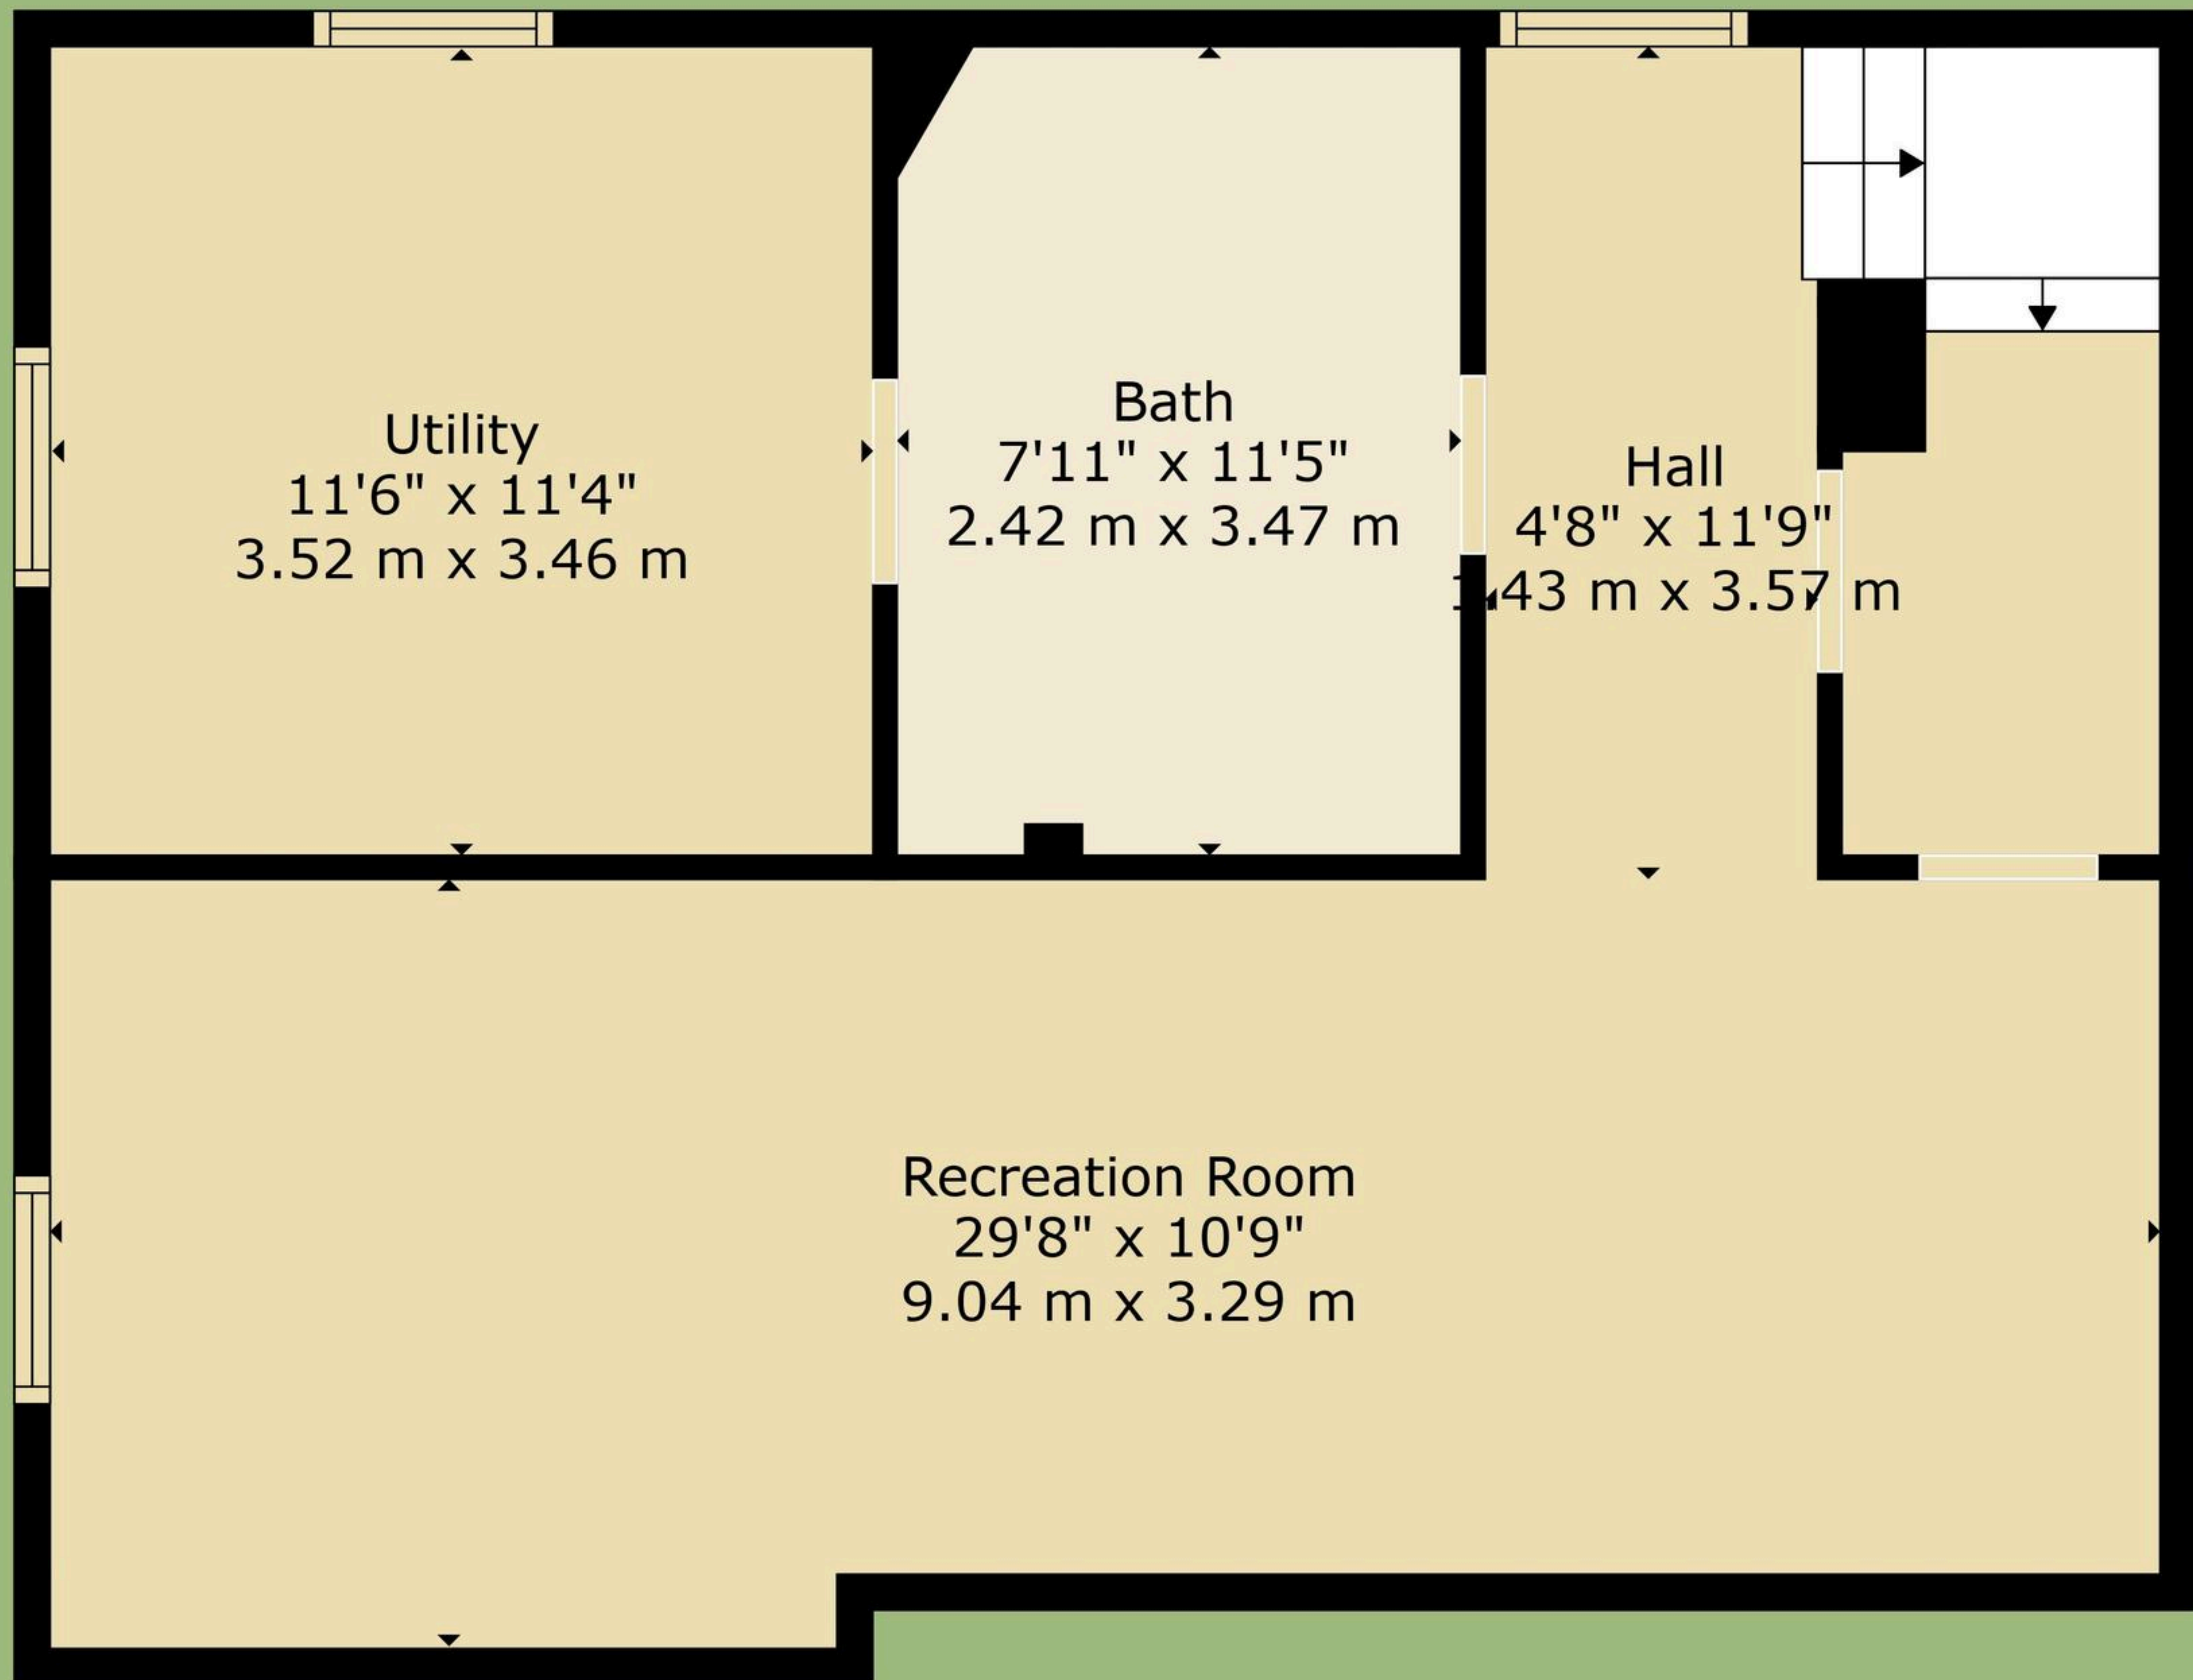 Utility
11'6" x 11'4"
3.52 m x 3.46 m
Bath
7'11" x 11'5"
2.42 m x 3.47 m
Hall
4'8" x 11'9"
1.43 m x 3.57 m
Recreation Room
29'8" x 10'9"
9.04 m x 3.29 m